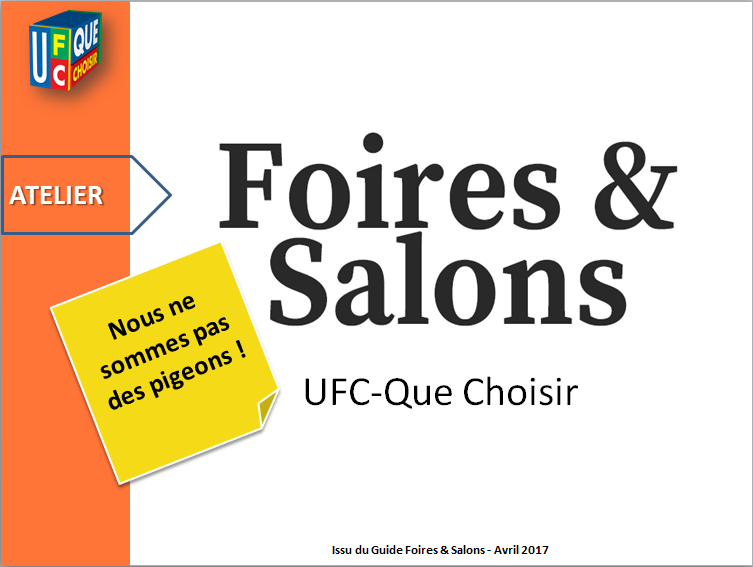 UFC QUE CHOISIR
ATELIER
Foires &
Salons
Nous ne
sommes pas
des pigeons !
UFC-Que Choisir
Issu du Guide Foires & Salons - Avril 2017